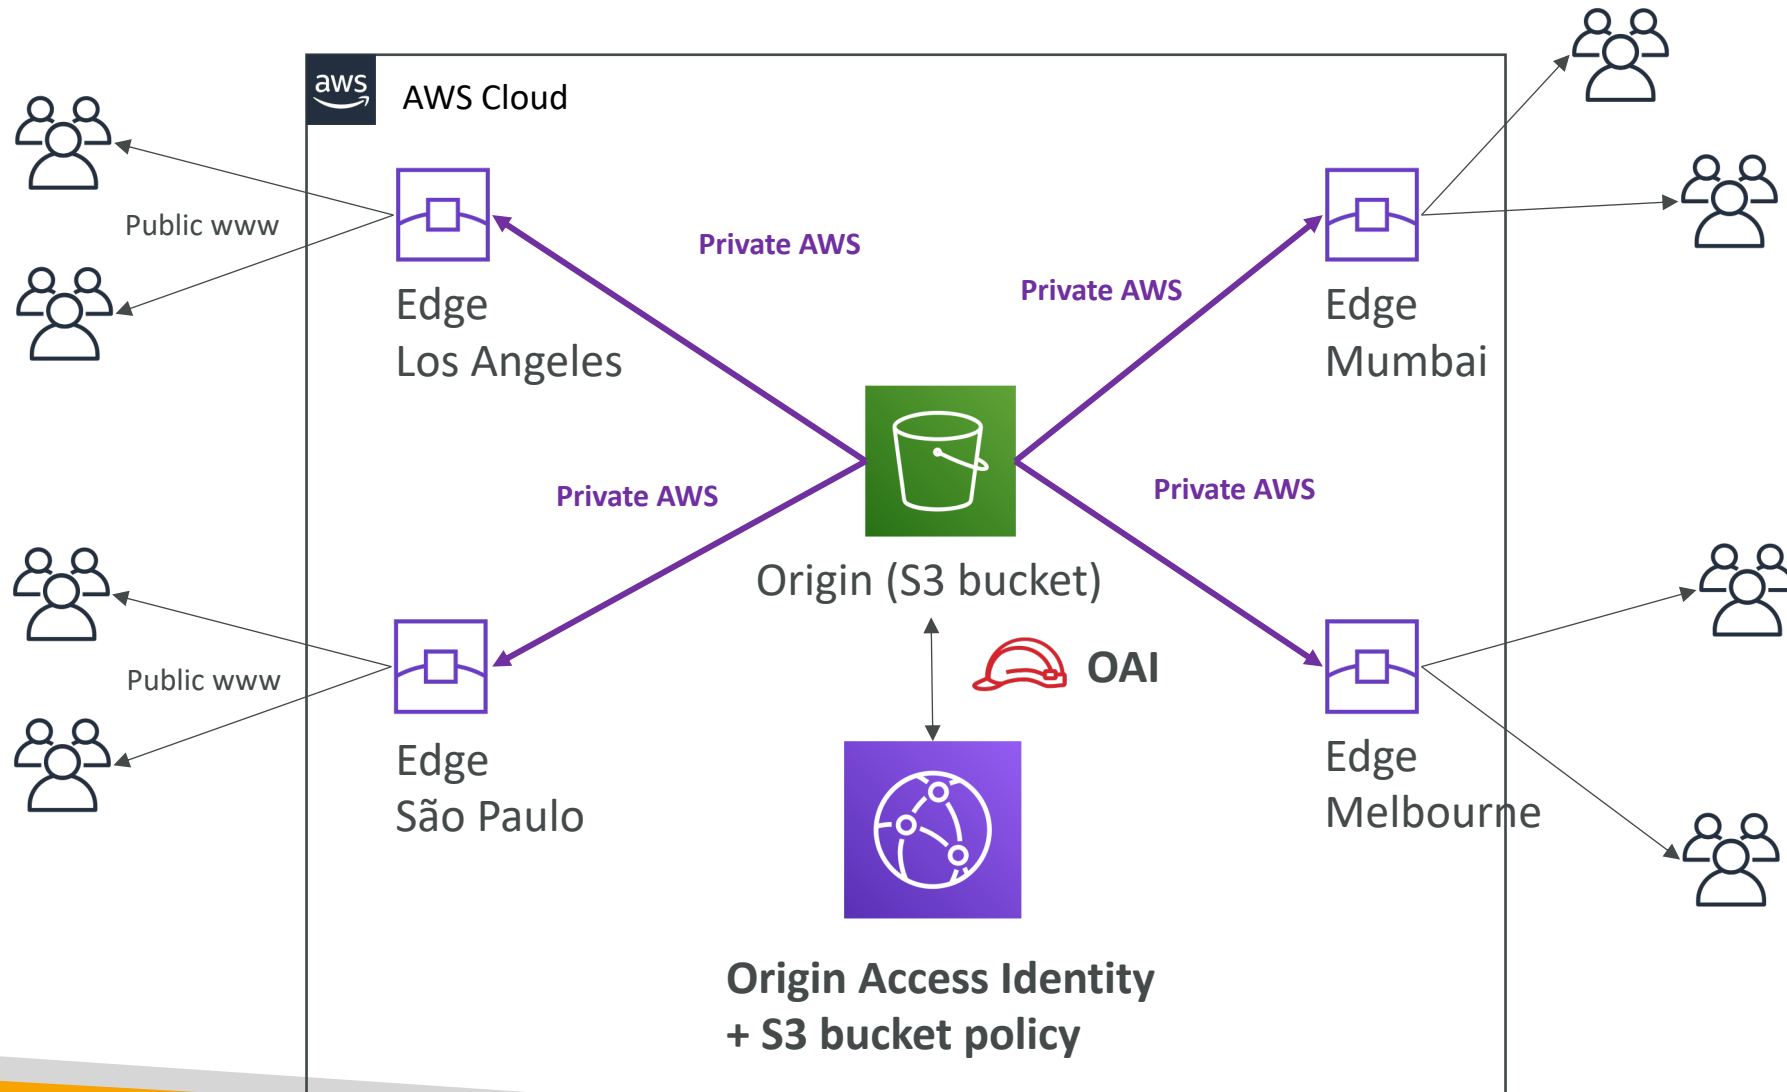 aws
AWS Cloud
Public www
Private AWS
Private AWS
Edge
Los Angeles
Edge
Mumbai
Private AWS
Private AWS
Origin (S3 bucket)
OAI
Public www
Edge
São Paulo
Edge
Melbourne
Origin Access Identity
+ S3 bucket policy